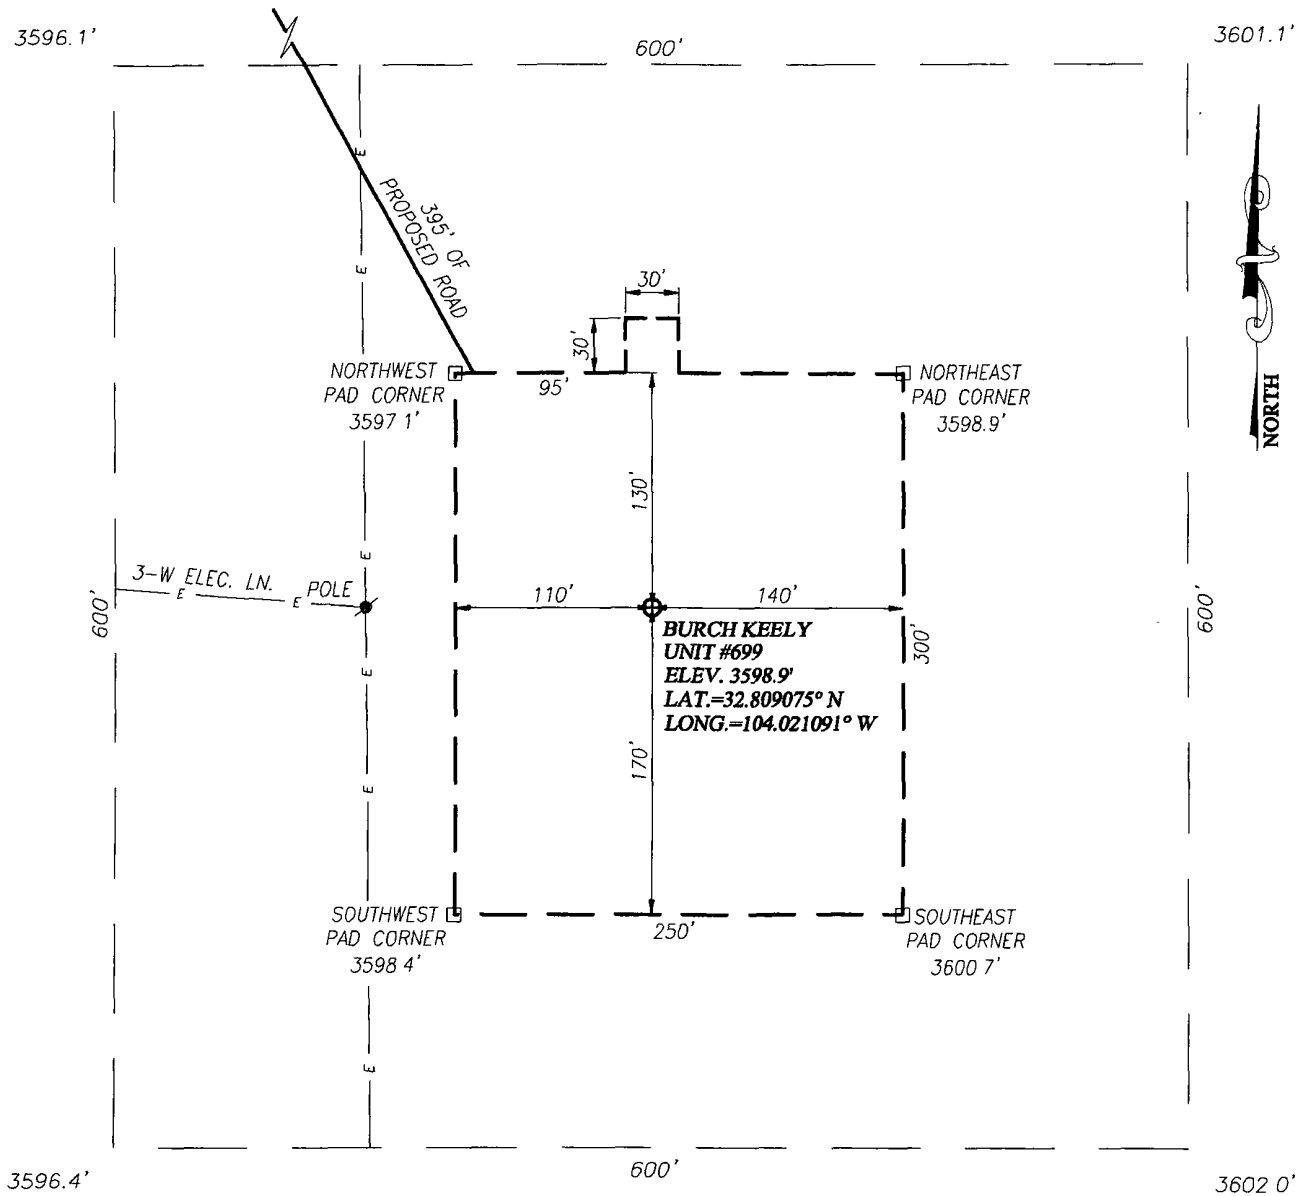 3596.1'
600'
3601.1'
E
395' OF
PROPOSED ROAD
E
30'
30'
NORTH
NORTHWEST
PAD CORNER
3597 1'
95'
NORTHEAST
PAD CORNER
3598.9'
130'
E
3-W ELEC. LN.
POLE
E
E
110'
140'
600'
600'
300'
BURCH KEELY
UNIT #699
ELEV. 3598.9'
LAT.=32.809075° N
LONG.=104.021091° W
E
170'
E
SOUTHWEST
PAD CORNER
3598 4'
250'
SOUTHEAST
PAD CORNER
3600 7'
E
3596.4'
600'
3602 0'